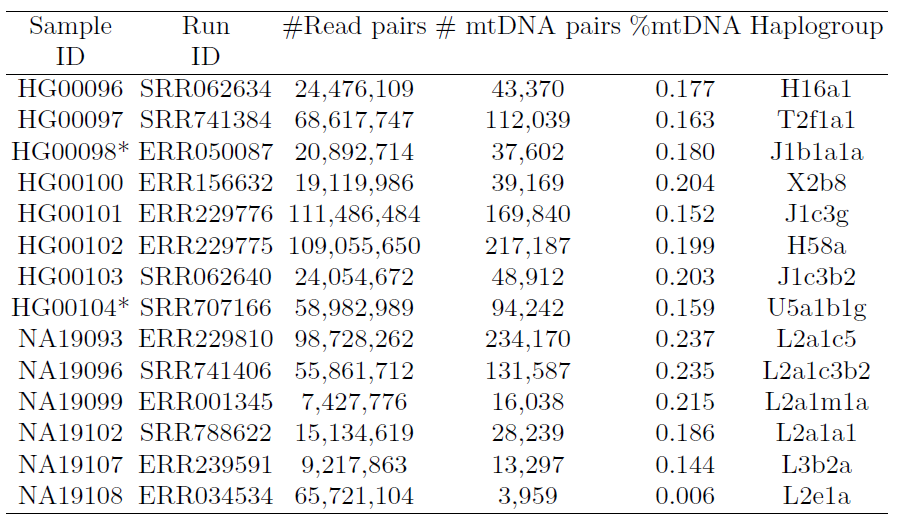 Sample Run #Read pairs # mtDNA pairs %mtDNA Haplogroup
ID ID
HG00096 SRR062634 24,476,109 43,370 0.177 H16a1
HG00097 SRR741384 68,617,747 112,039 0.163 T2f1a1
HG00098* ERR050087 20,892,714 37,602 0.180 J1b1a1a
HG00100 ERR156632 19,119,986 39,169 0.204 X2b8
HG00101 ERR229776 111,486,484 169,840 0.152 J1c3g
HG00102 ERR229775 109,055,650 217,187 0.199 H58a
HG00103 SRR062640 24,054,672 48,912 0.203 J1c3b2
HG00104* SRR707166 58,982,989 94,242 0.159 U5a1b1g
NA19093 ERR229810 98,728,262 234,170 0.237 L2a1c5
NA19096 SRR741406 55,861,712 131,587 0.235 L2a1c3b2
NA19099 ERR001345 7,427,776 16,038 0.215 L2a1m1a
NA19102 SRR788622 15,134,619 28,239 0.186 L2a1a1
NA19107 ERR239591 9,217,863 13,297 0.144 L3b2a
NA19108 ERR034534 65,721,104 3,959 0.006 L2e1a